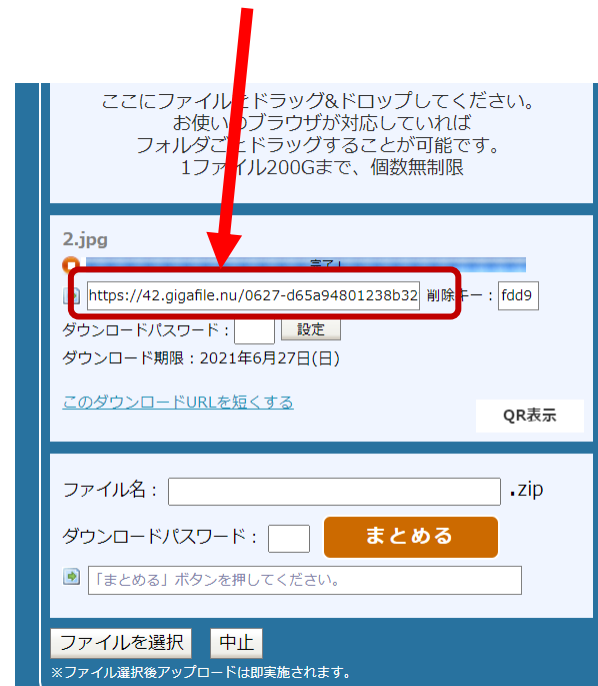 ここにファイルをドラッグ&ドロップしてください。
お使いのブラウザが対応していれば
フォルダごとドラッグすることが可能です。
1ファイル200Gまで、個数無制限
2.jpg
完了!
https://42.gigafile.nu/0627-d65a94801238b32 削除キー：fdd9
ダウンロードパスワード： 設定
ダウンロード期限：2021年6月27日(日)
このダウンロードURLを短くする
QR表示
ファイル名： .zip
ダウンロードパスワード： まとめる
「まとめる」ボタンを押してください。
ファイルを選択 中止
※ファイル選択後アップロードは即実施されます。